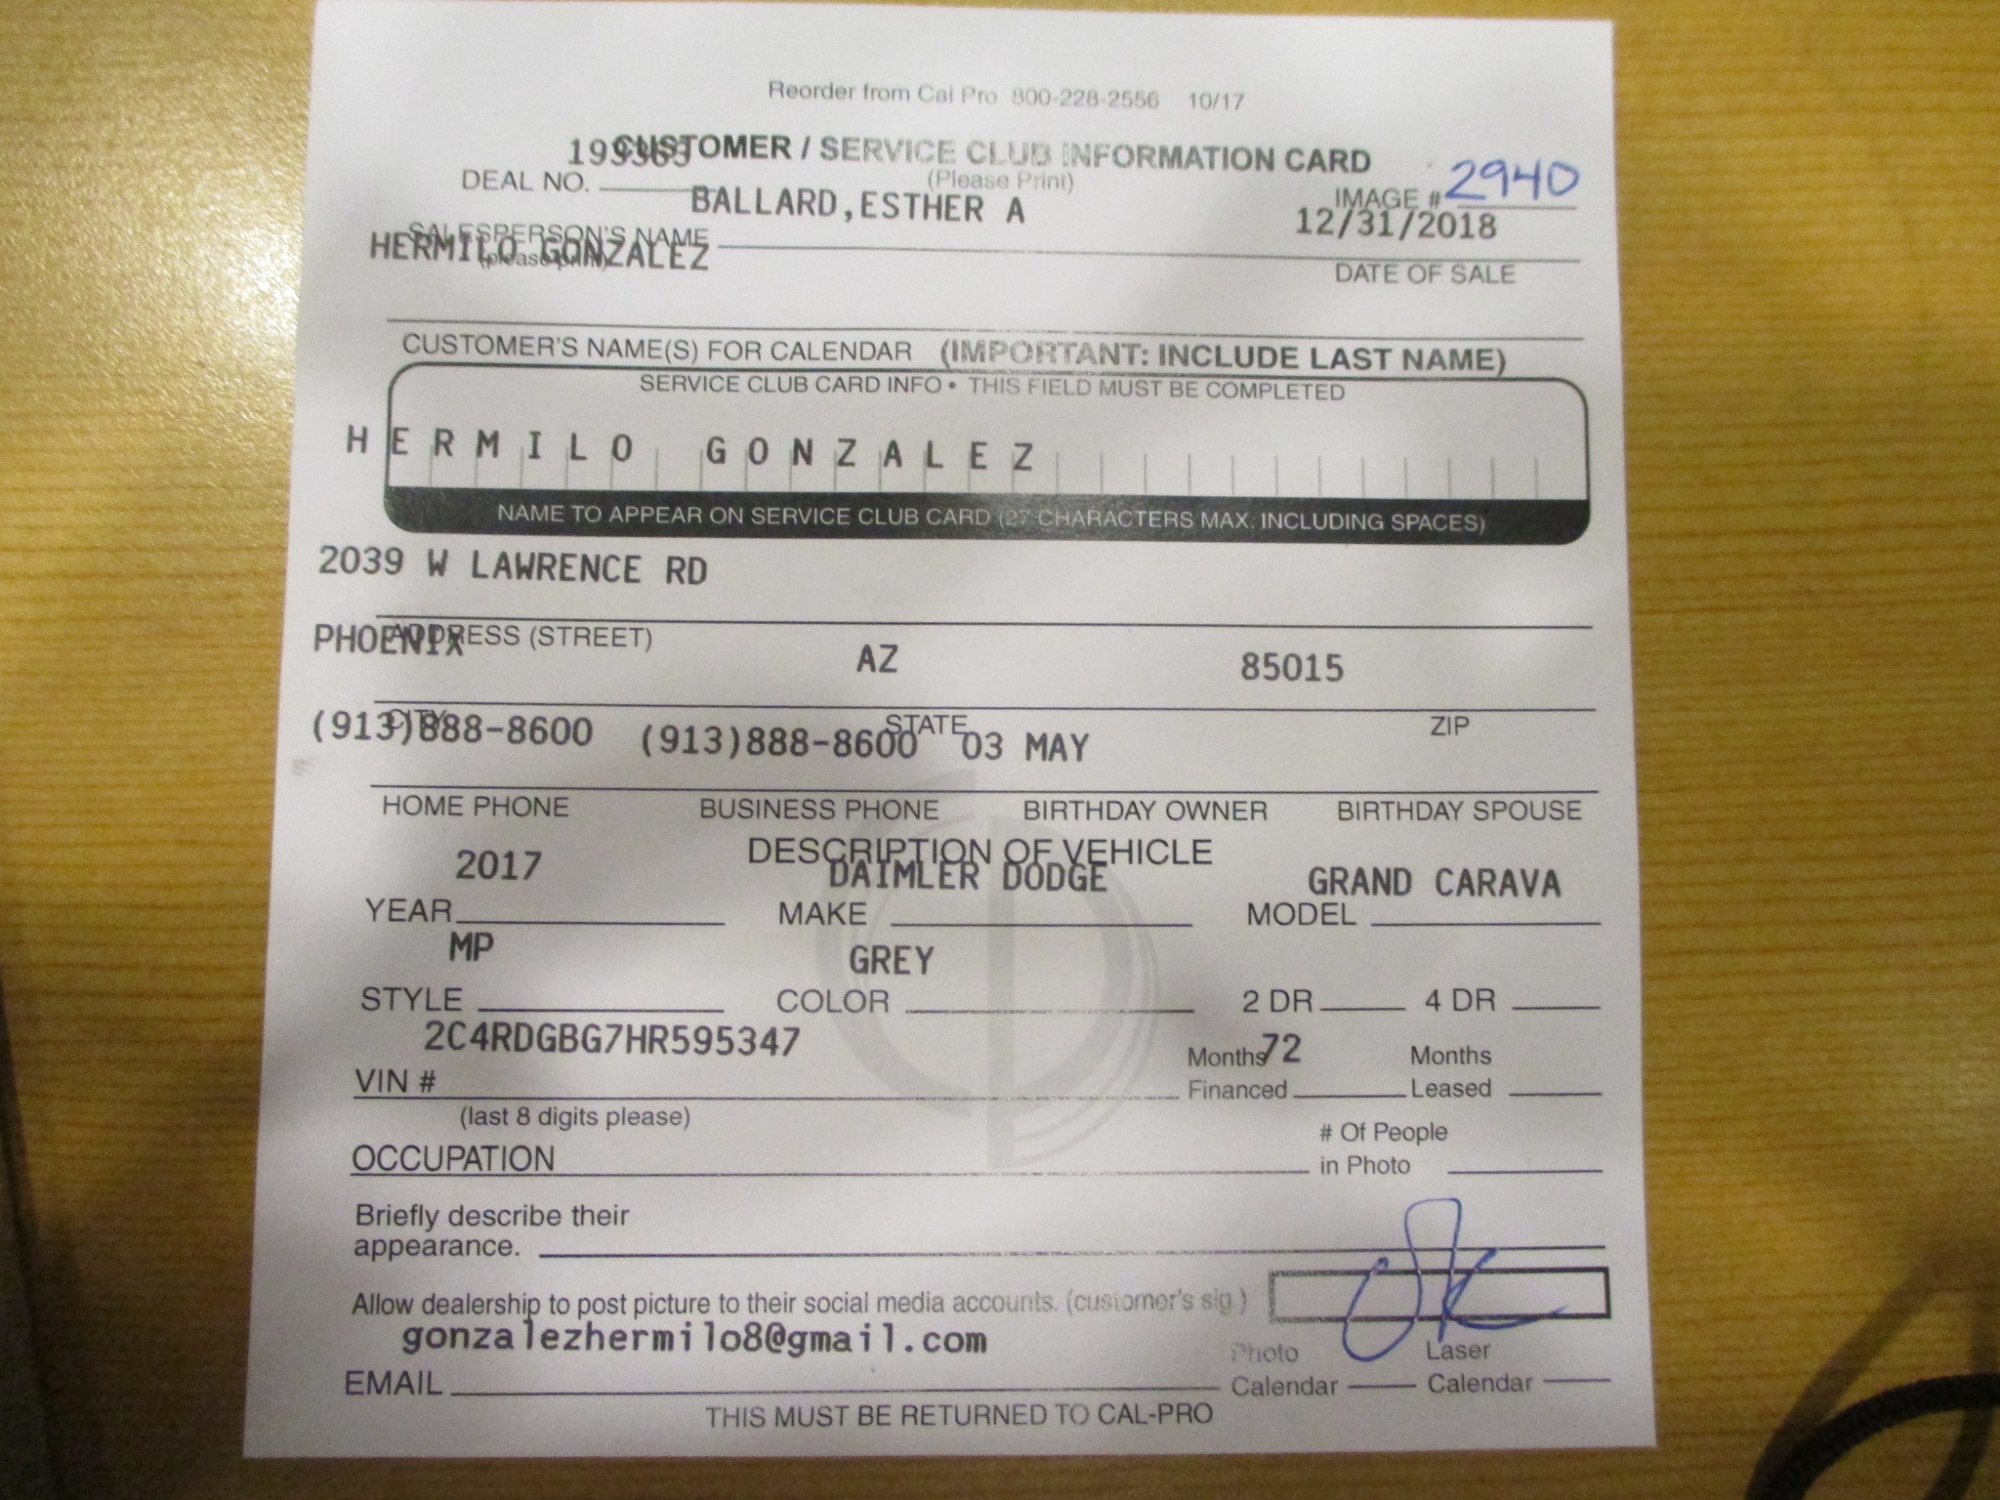 Reorder from Cal Pro 800-228-2556 10/17
CUSTOMER / SERVICE CLUB INFORMATION CARD
(Please Print)
DEAL NO.
IMAGE # 2940
BALLARD,ESTHER A
12/31/2018
SALESPERSON'S NAME
(please print)
HERMILO GONZALEZ
DATE OF SALE
CUSTOMER'S NAME(S) FOR CALENDAR (IMPORTANT: INCLUDE LAST NAME)
SERVICE CLUB CARD INFO • THIS FIELD MUST BE COMPLETED
HERMILO GONZALEZ
NAME TO APPEAR ON SERVICE CLUB CARD (27 CHARACTERS MAX. INCLUDING SPACES)
2039 W LAWRENCE RD
ADDRESS (STREET)
PHOENIX AZ 85015
CITY STATE ZIP
(913)888-8600 (913)888-8600 03 MAY
HOME PHONE BUSINESS PHONE BIRTHDAY OWNER BIRTHDAY SPOUSE
DESCRIPTION OF VEHICLE
2017 DAIMLER DODGE GRAND CARAVA
YEAR MAKE MODEL
MP GREY
STYLE COLOR 2 DR 4 DR
2C4RDGBG7HR595347
VIN #
(last 8 digits please)
Months 72 Months
Financed Leased
OCCUPATION
# Of People
in Photo
Briefly describe their
appearance.
Allow dealership to post picture to their social media accounts. (customer's sig.)
gonzalezhermilo8@gmail.com
EMAIL
Photo Laser
Calendar Calendar
THIS MUST BE RETURNED TO CAL-PRO